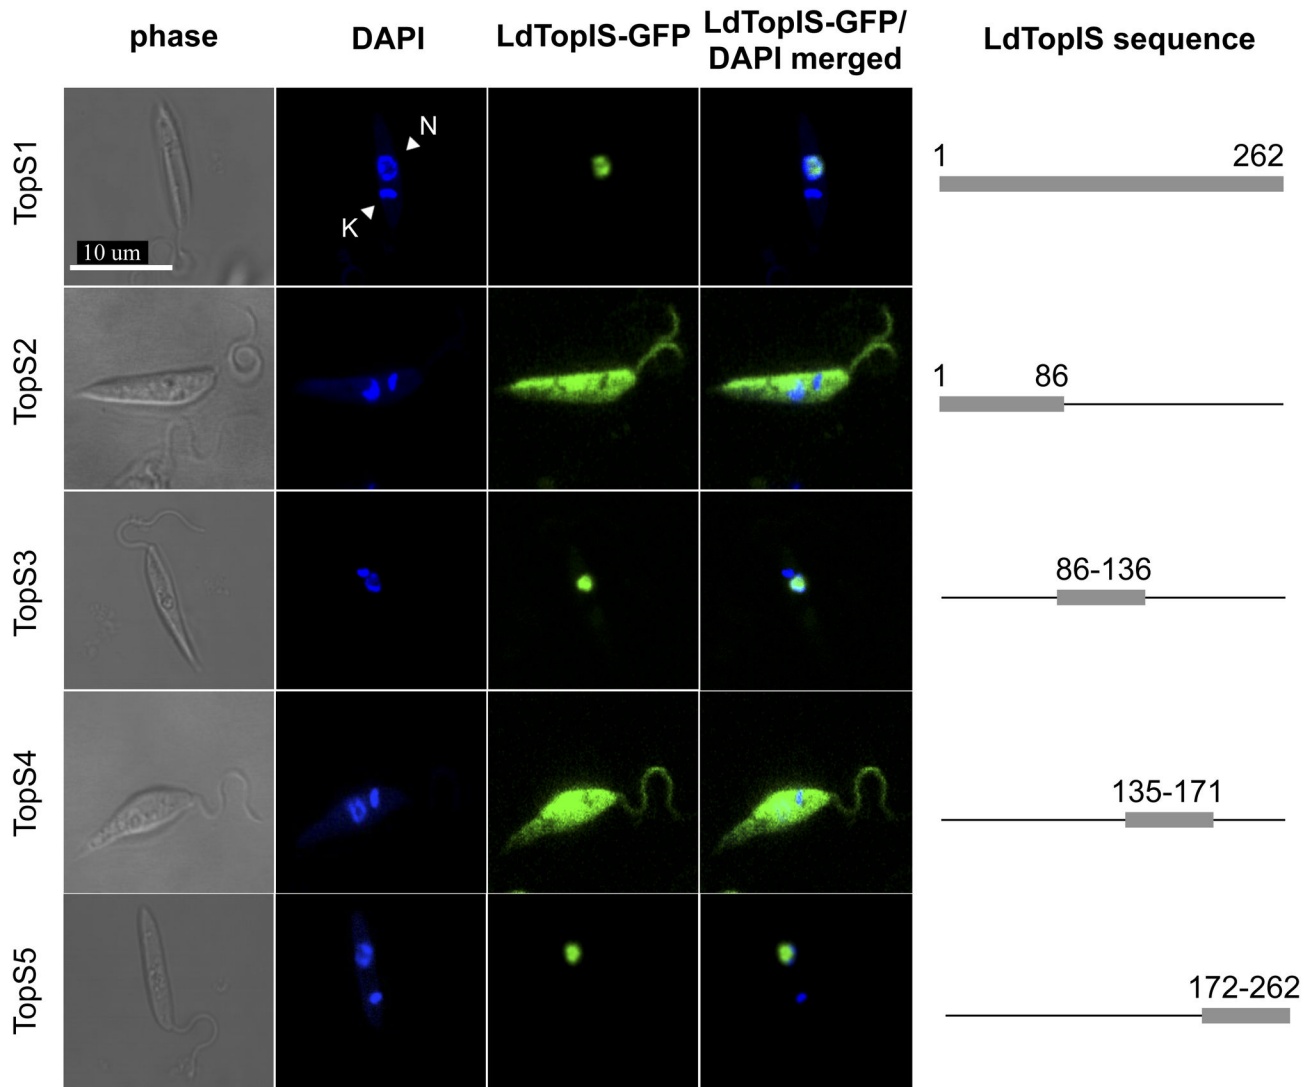 phase
DAPI
LdTopIS-GFP
LdTopIS-GFP/
DAPI merged
LdTopIS sequence
TopS1
10 um
N
K
1
262
TopS2
1
86
TopS3
86-136
TopS4
135-171
TopS5
172-262